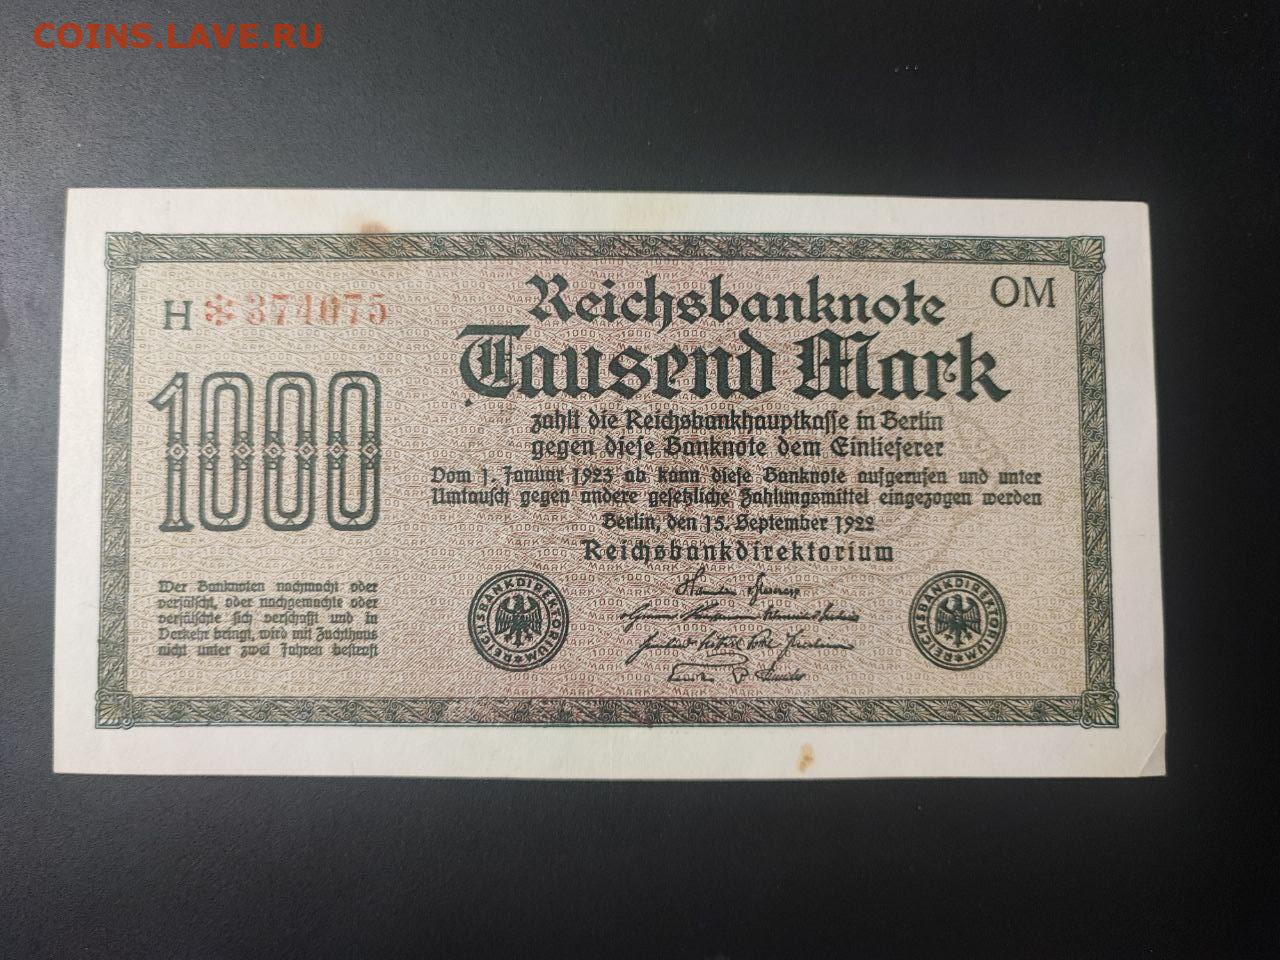 COINS.LAVE.RU
H ✻ 374075
Reichsbanknote
OM
Tausend Mark
1000
zahlt die Reichsbankhauptkasse in Berlin
gegen diese Banknote dem Einlieferer
Vom 1. Januar 1923 ab kann diese Banknote aufgerufen und unter
Umtausch gegen andere gesetzliche Zahlungsmittel eingezogen werden
Berlin, den 15. September 1922
Reichsbankdirektorium
Wer Banknoten nachmacht oder
verfälscht, oder nachgemachte oder
verfälschte sich verschafft und in
Verkehr bringt, wird mit Zuchthaus
nicht unter zwei Jahren bestraft
REICHSBANKDIREKTORIUM
REICHSBANKDIREKTORIUM